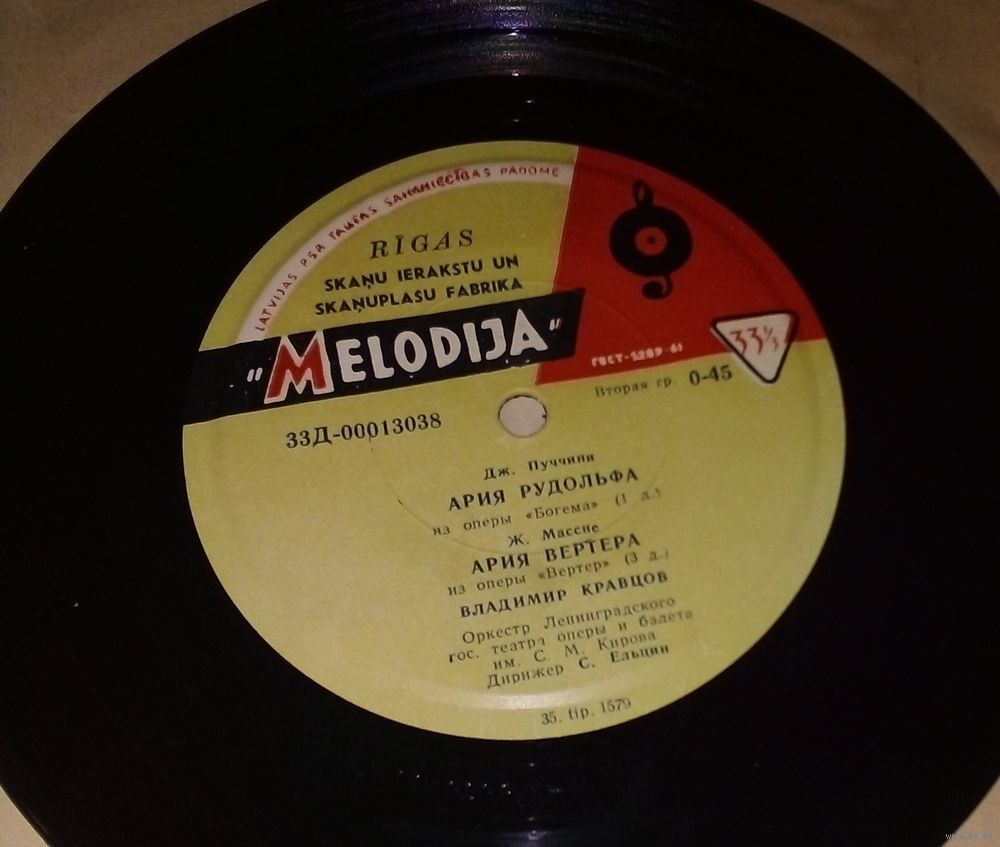 LATVIJAS PSR TAUTAS SAIMNIECĪBAS PADOME
RĪGAS
SKAŅU IERAKSTU UN
SKAŅUPLAŠU FABRIKA
"MELODIJA"
33⅓
ГОСТ-5289-61
Вторая гр. 0-45
33Д-00013038
Дж. Пуччини
АРИЯ РУДОЛЬФА
из оперы «Богема» (1 д.)
Ж. Массне
АРИЯ ВЕРТЕРА
из оперы «Вертер» (3 д.)
ВЛАДИМИР КРАВЦОВ
Оркестр Ленинградского
гос. театра оперы и балета
им. С. М. Кирова
Дирижер С. Ельцин
35. tip. 1579